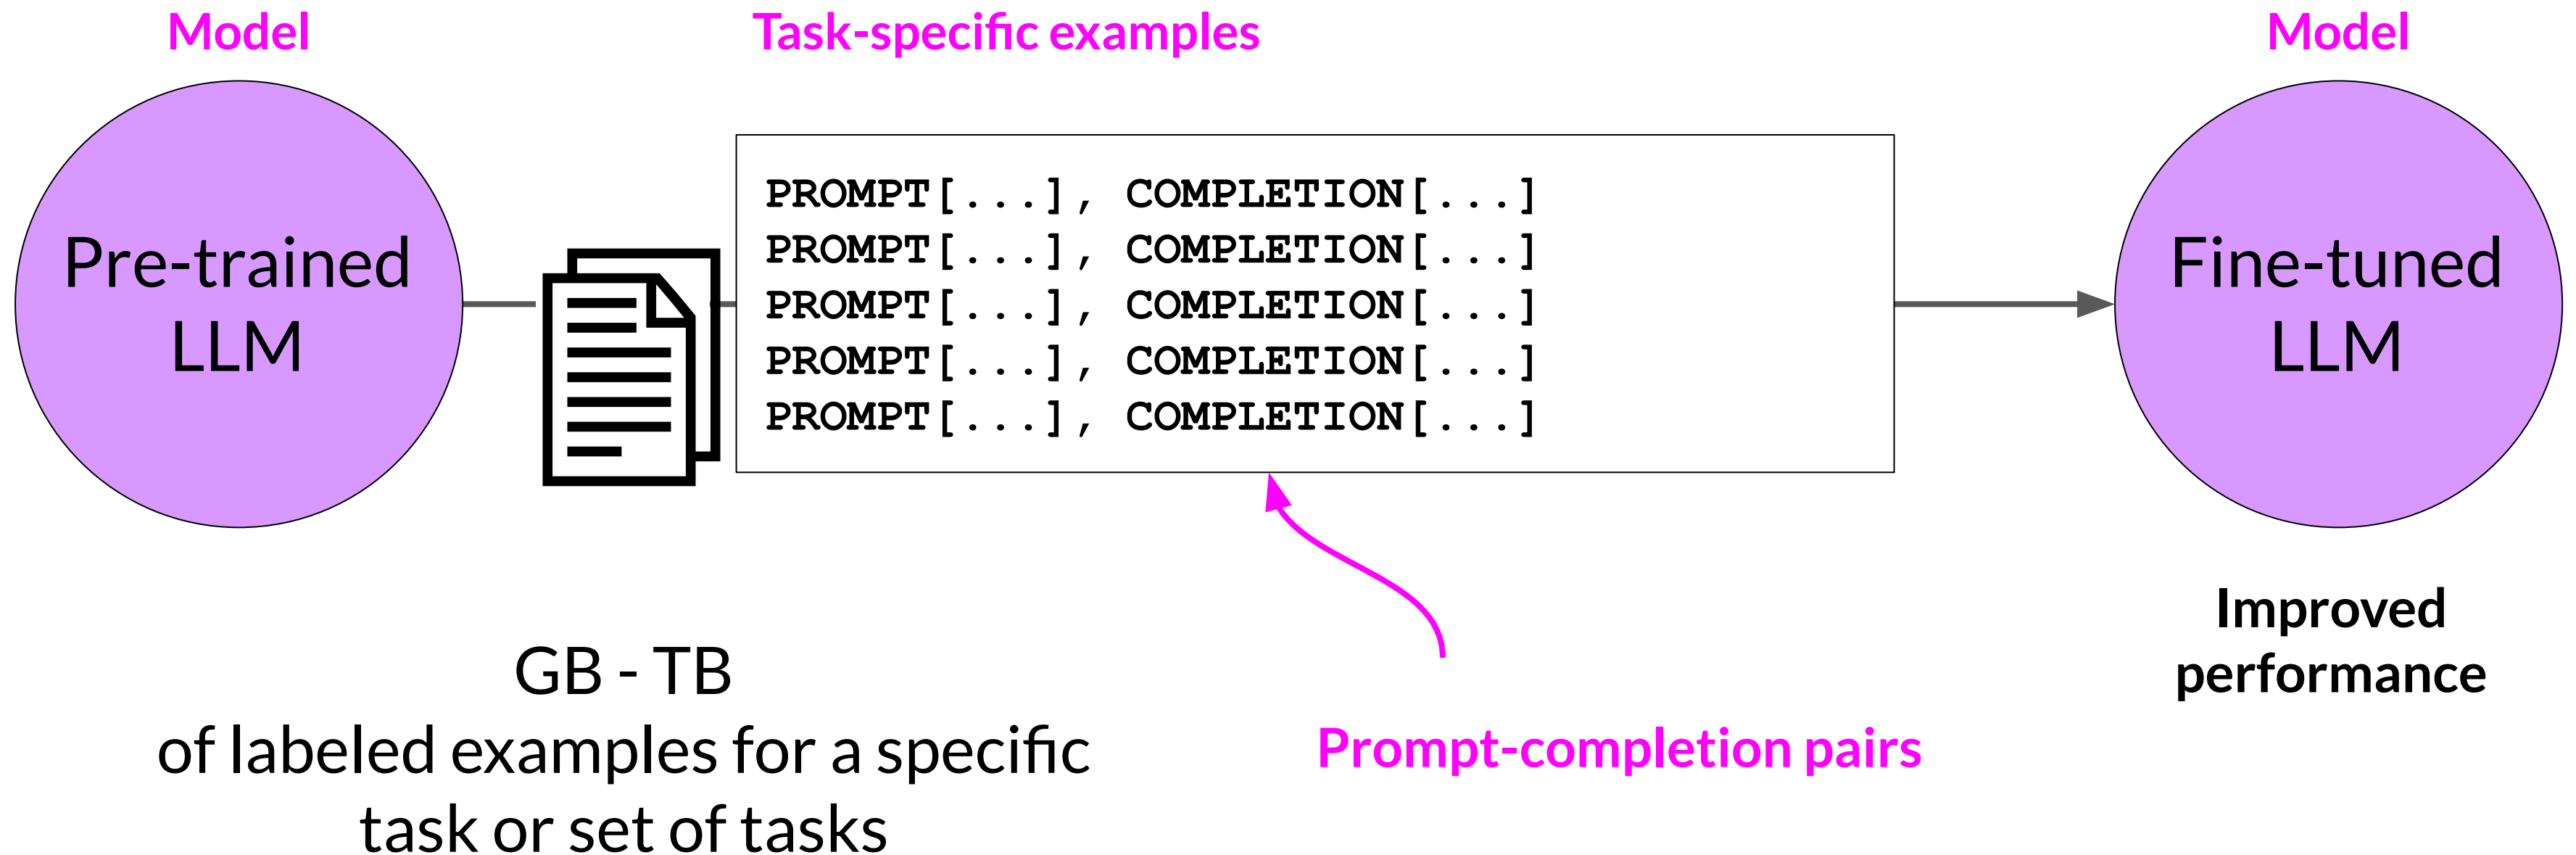 Model
Task-specific examples
Model
Pre-trained
LLM
PROMPT[...], COMPLETION[...]
PROMPT[...], COMPLETION[...]
PROMPT[...], COMPLETION[...]
PROMPT[...], COMPLETION[...]
PROMPT[...], COMPLETION[...]
Fine-tuned
LLM
GB - TB
of labeled examples for a specific
task or set of tasks
Prompt-completion pairs
Improved
performance